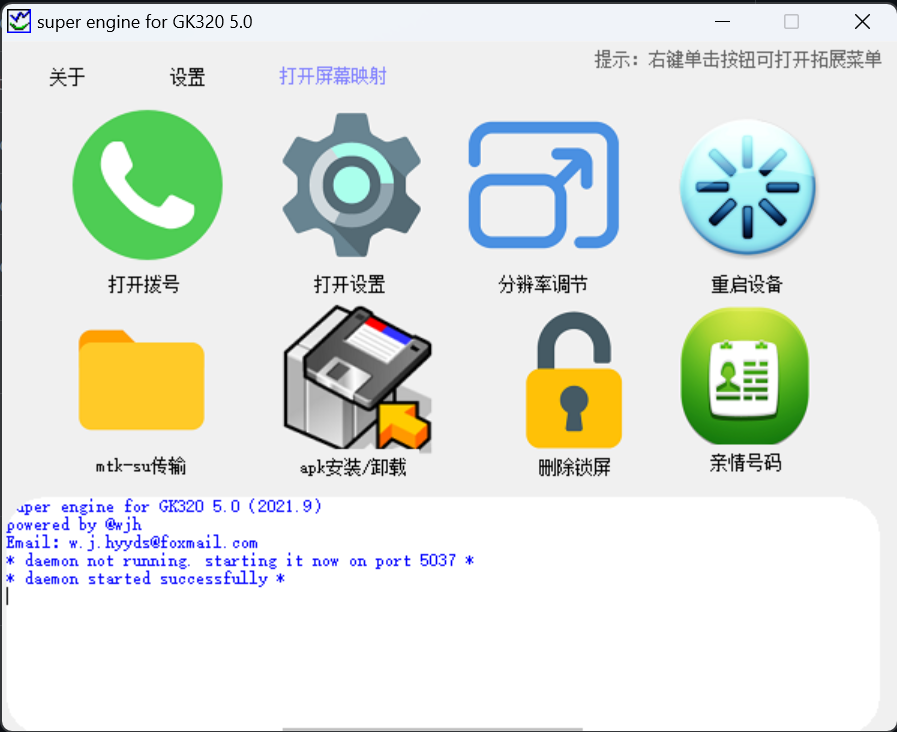 super engine for GK320 5.0
提示：右键单击按钮可打开拓展菜单
关于 设置 打开屏幕映射
打开拨号 打开设置 分辨率调节 重启设备
mtk-su传输 apk安装/卸载 删除锁屏 亲情号码
super engine for GK320 5.0 (2021.9)
powered by @wjh
Email: w.j.hyyds@foxmail.com
* daemon not running. starting it now on port 5037 *
* daemon started successfully *